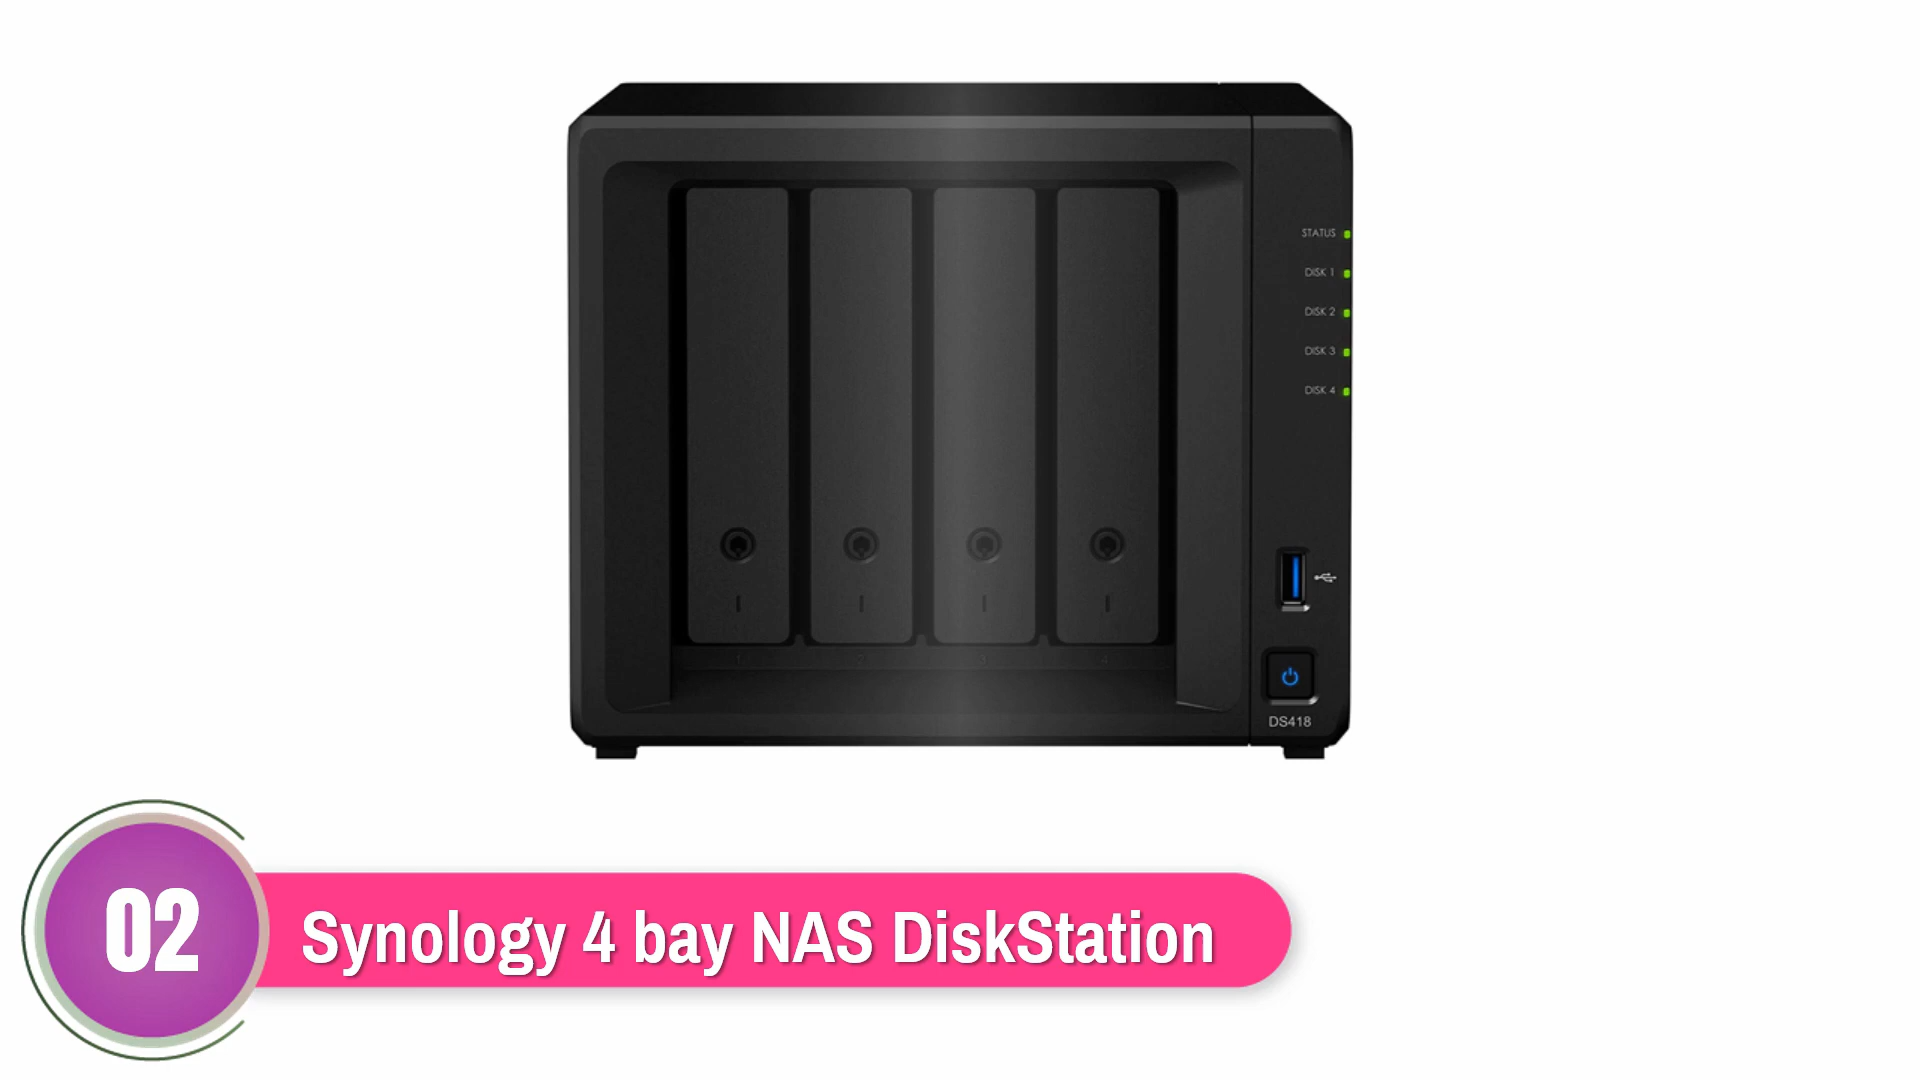 STATUS
DISK 1
DISK 2
DISK 3
DISK 4
DS418
02
Synology 4 bay NAS DiskStation